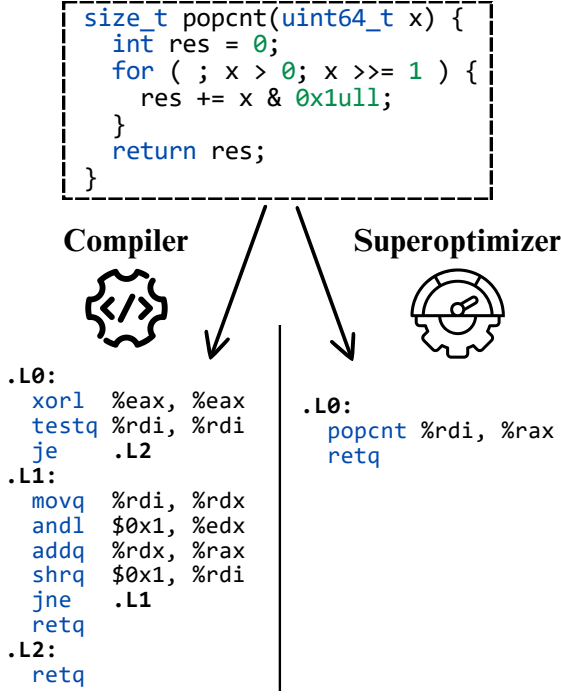 size_t popcnt(uint64_t x) {
  int res = 0;
  for ( ; x > 0; x >>= 1 ) {
    res += x & 0x1ull;
  }
  return res;
}
Compiler
</>
.L0:
  xorl  %eax, %eax
  testq %rdi, %rdi
  je    .L2
.L1:
  movq  %rdi, %rdx
  andl  $0x1, %edx
  addq  %rdx, %rax
  shrq  $0x1, %rdi
  jne   .L1
  retq
.L2:
  retq
Superoptimizer
.L0:
  popcnt %rdi, %rax
  retq